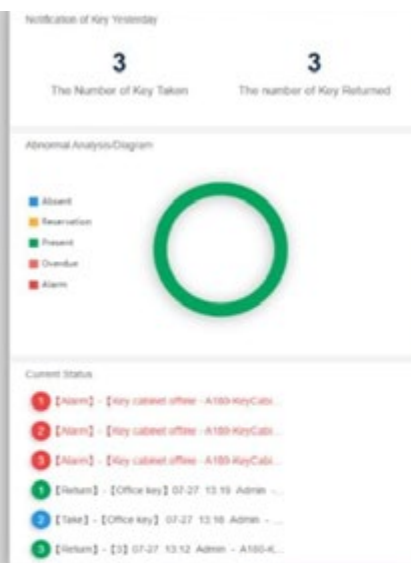 Notification of Key Yesterday
3
3
The Number of Key Taken
The number of Key Returned
Abnormal Analysis/Diagram
Absent
Reservation
Present
Overdue
Alarm
Current Status
1 【Alarm】 - 【Key cabinet offline - A180-KeyCabi...
2 【Alarm】 - 【Key cabinet offline - A180-KeyCabi...
3 【Alarm】 - 【Key cabinet offline - A180-KeyCabi...
1 【Return】 - 【Office key】 07-27 13:19 Admin - ...
2 【Take】 - 【Office key】 07-27 13:16 Admin - ...
3 【Return】 - 【3】 07-27 13:12 Admin - A180-K...